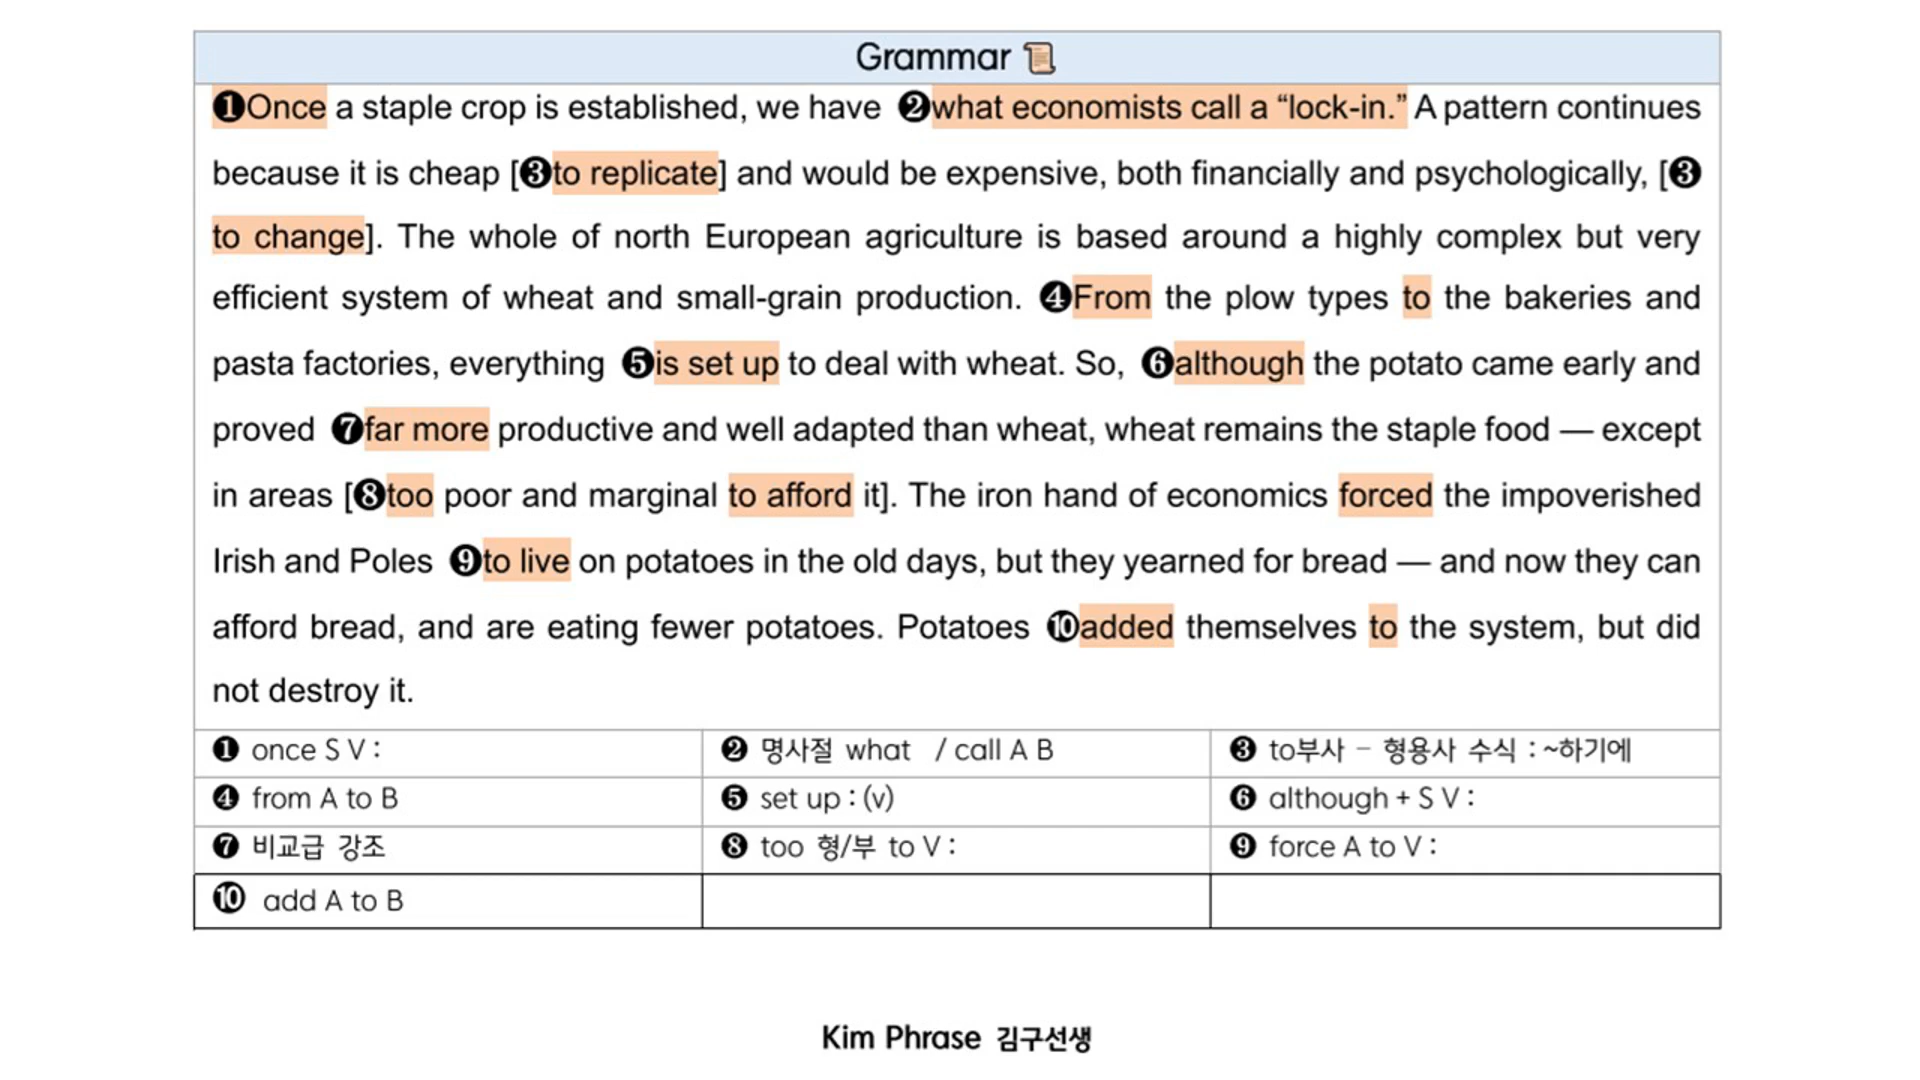 Grammar 📜
❶Once a staple crop is established, we have ❷what economists call a “lock-in.” A pattern continues
because it is cheap [❸to replicate] and would be expensive, both financially and psychologically, [❸
to change]. The whole of north European agriculture is based around a highly complex but very
efficient system of wheat and small-grain production. ❹From the plow types to the bakeries and
pasta factories, everything ❺is set up to deal with wheat. So, ❻although the potato came early and
proved ❼far more productive and well adapted than wheat, wheat remains the staple food — except
in areas [❽too poor and marginal to afford it]. The iron hand of economics forced the impoverished
Irish and Poles ❾to live on potatoes in the old days, but they yearned for bread — and now they can
afford bread, and are eating fewer potatoes. Potatoes ❿added themselves to the system, but did
not destroy it.
❶ once S V :
❷ 명사절 what / call A B
❸ to부사 – 형용사 수식 : ~하기에
❹ from A to B
❺ set up : (v)
❻ although + S V :
❼ 비교급 강조
❽ too 형/부 to V :
❾ force A to V :
❿ add A to B
Kim Phrase 김구선생